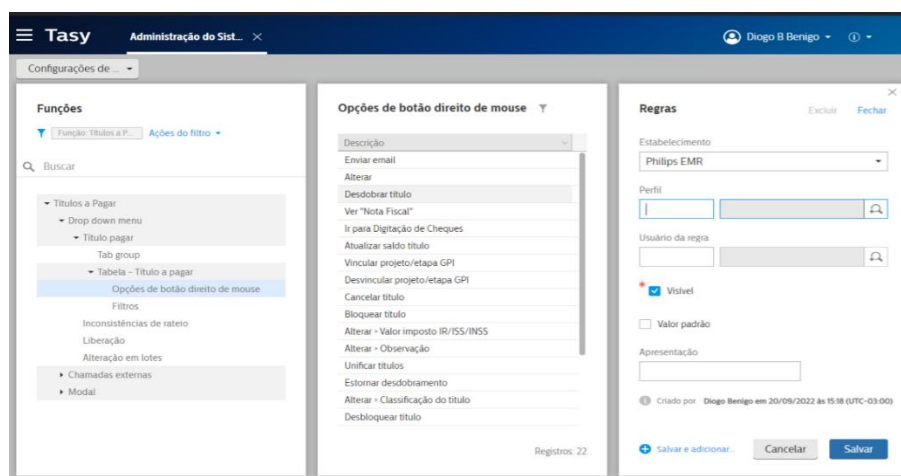 Tasy
Administração do Sist...
Diogo B Benigo
Configurações de ...
Funções
Função: Títulos a P...
Ações do filtro
Buscar
Títulos a Pagar
Drop down menu
Título pagar
Tab group
Tabela - Título a pagar
Opções de botão direito de mouse
Filtros
Inconsistências de rateio
Liberação
Alteração em lotes
Chamadas externas
Modal
Opções de botão direito de mouse
Descrição
Enviar email
Alterar
Desdobrar título
Ver "Nota Fiscal"
Ir para Digitação de Cheques
Atualizar saldo título
Vincular projeto/etapa GPI
Desvincular projeto/etapa GPI
Cancelar título
Bloquear título
Alterar > Valor imposto IR/ISS/INSS
Alterar > Observação
Unificar títulos
Estornar desdobramento
Alterar > Classificação do título
Desbloquear título
Registros: 22
Regras
Excluir
Fechar
Estabelecimento
Philips EMR
Perfil
Usuário da regra
* Visível
Valor padrão
Apresentação
Criado por Diogo Benigo em 20/09/2022 às 15:18 (UTC-03:00)
Salvar e adicionar...
Cancelar
Salvar